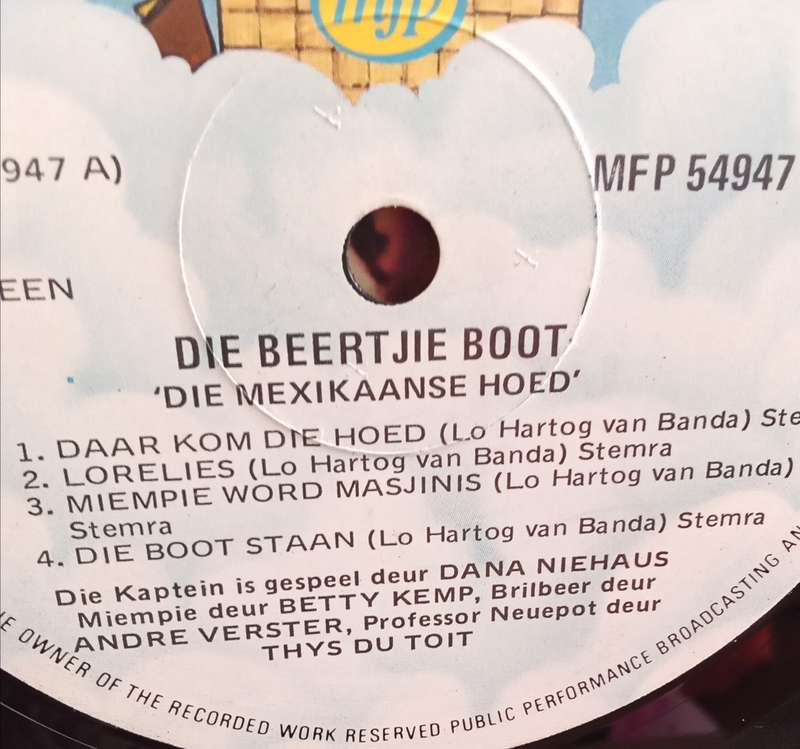 mfp
947 A)
MFP 54947
EEN
DIE BEERTJIE BOOT
'DIE MEXIKAANSE HOED'
1. DAAR KOM DIE HOED (Lo Hartog van Banda) Ste
2. LORELIES (Lo Hartog van Banda) Stemra
3. MIEMPIE WORD MASJINIS (Lo Hartog van Banda)
Stemra
4. DIE BOOT STAAN (Lo Hartog van Banda) Stemra
Die Kaptein is gespeel deur DANA NIEHAUS
Miempie deur BETTY KEMP, Brilbeer deur
ANDRE VERSTER, Professor Neuepot deur
THYS DU TOIT
E OWNER OF THE RECORDED WORK RESERVED PUBLIC PERFORMANCE BROADCASTING AN